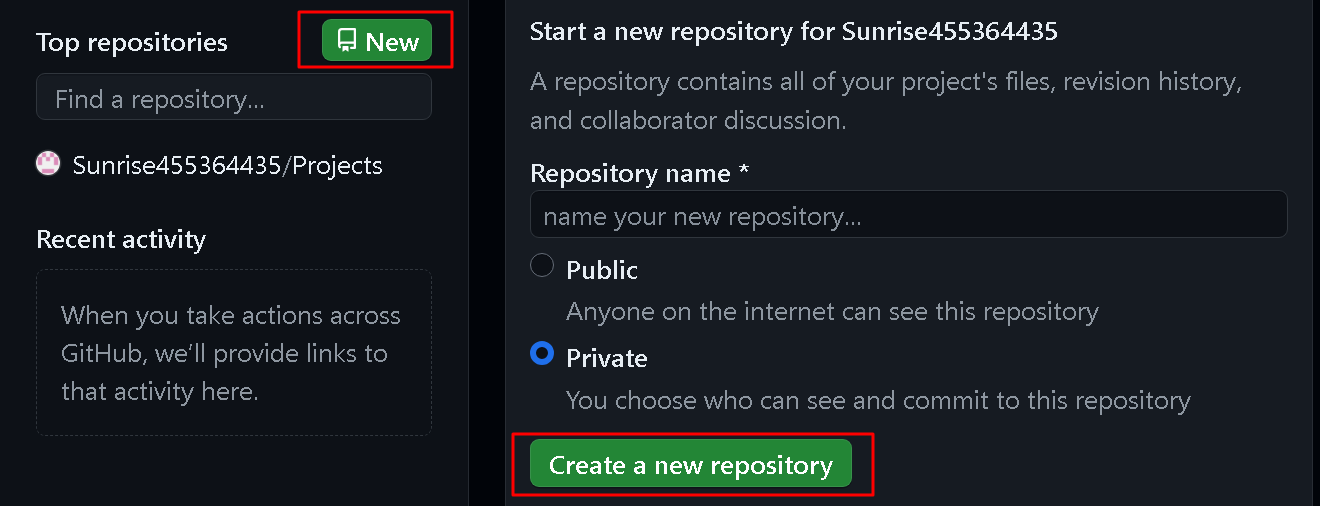 Top repositories
New
Find a repository...
Sunrise455364435/Projects
Recent activity
When you take actions across
GitHub, we’ll provide links to
that activity here.
Start a new repository for Sunrise455364435
A repository contains all of your project's files, revision history,
and collaborator discussion.
Repository name *
name your new repository...
Public
Anyone on the internet can see this repository
Private
You choose who can see and commit to this repository
Create a new repository